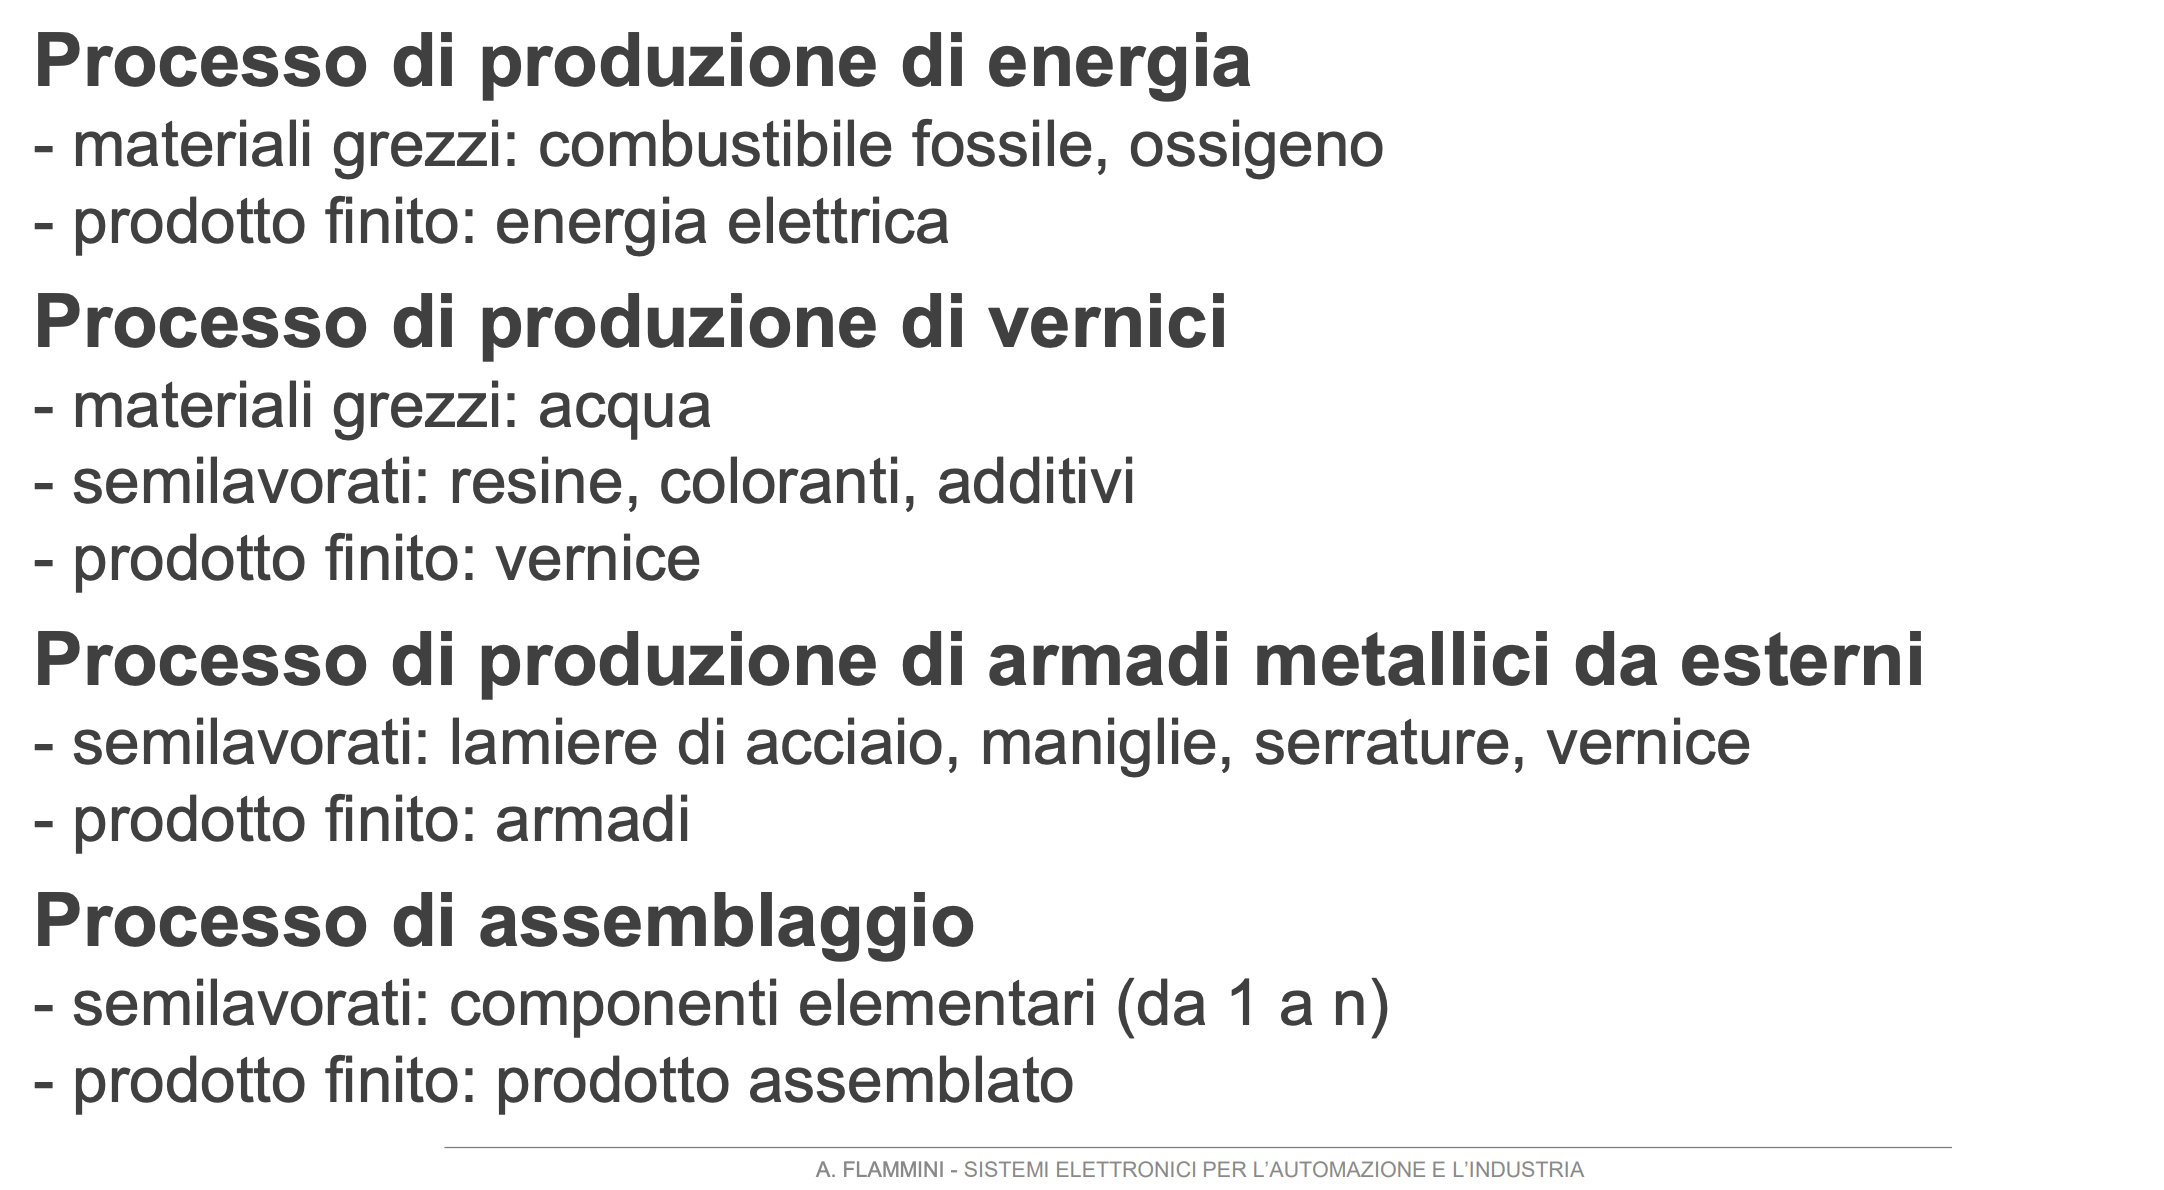 Processo di produzione di energia
- materiali grezzi: combustibile fossile, ossigeno
- prodotto finito: energia elettrica
Processo di produzione di vernici
- materiali grezzi: acqua
- semilavorati: resine, coloranti, additivi
- prodotto finito: vernice
Processo di produzione di armadi metallici da esterni
- semilavorati: lamiere di acciaio, maniglie, serrature, vernice
- prodotto finito: armadi
Processo di assemblaggio
- semilavorati: componenti elementari (da 1 a n)
- prodotto finito: prodotto assemblato
A. FLAMMINI - SISTEMI ELETTRONICI PER L’AUTOMAZIONE E L’INDUSTRIA